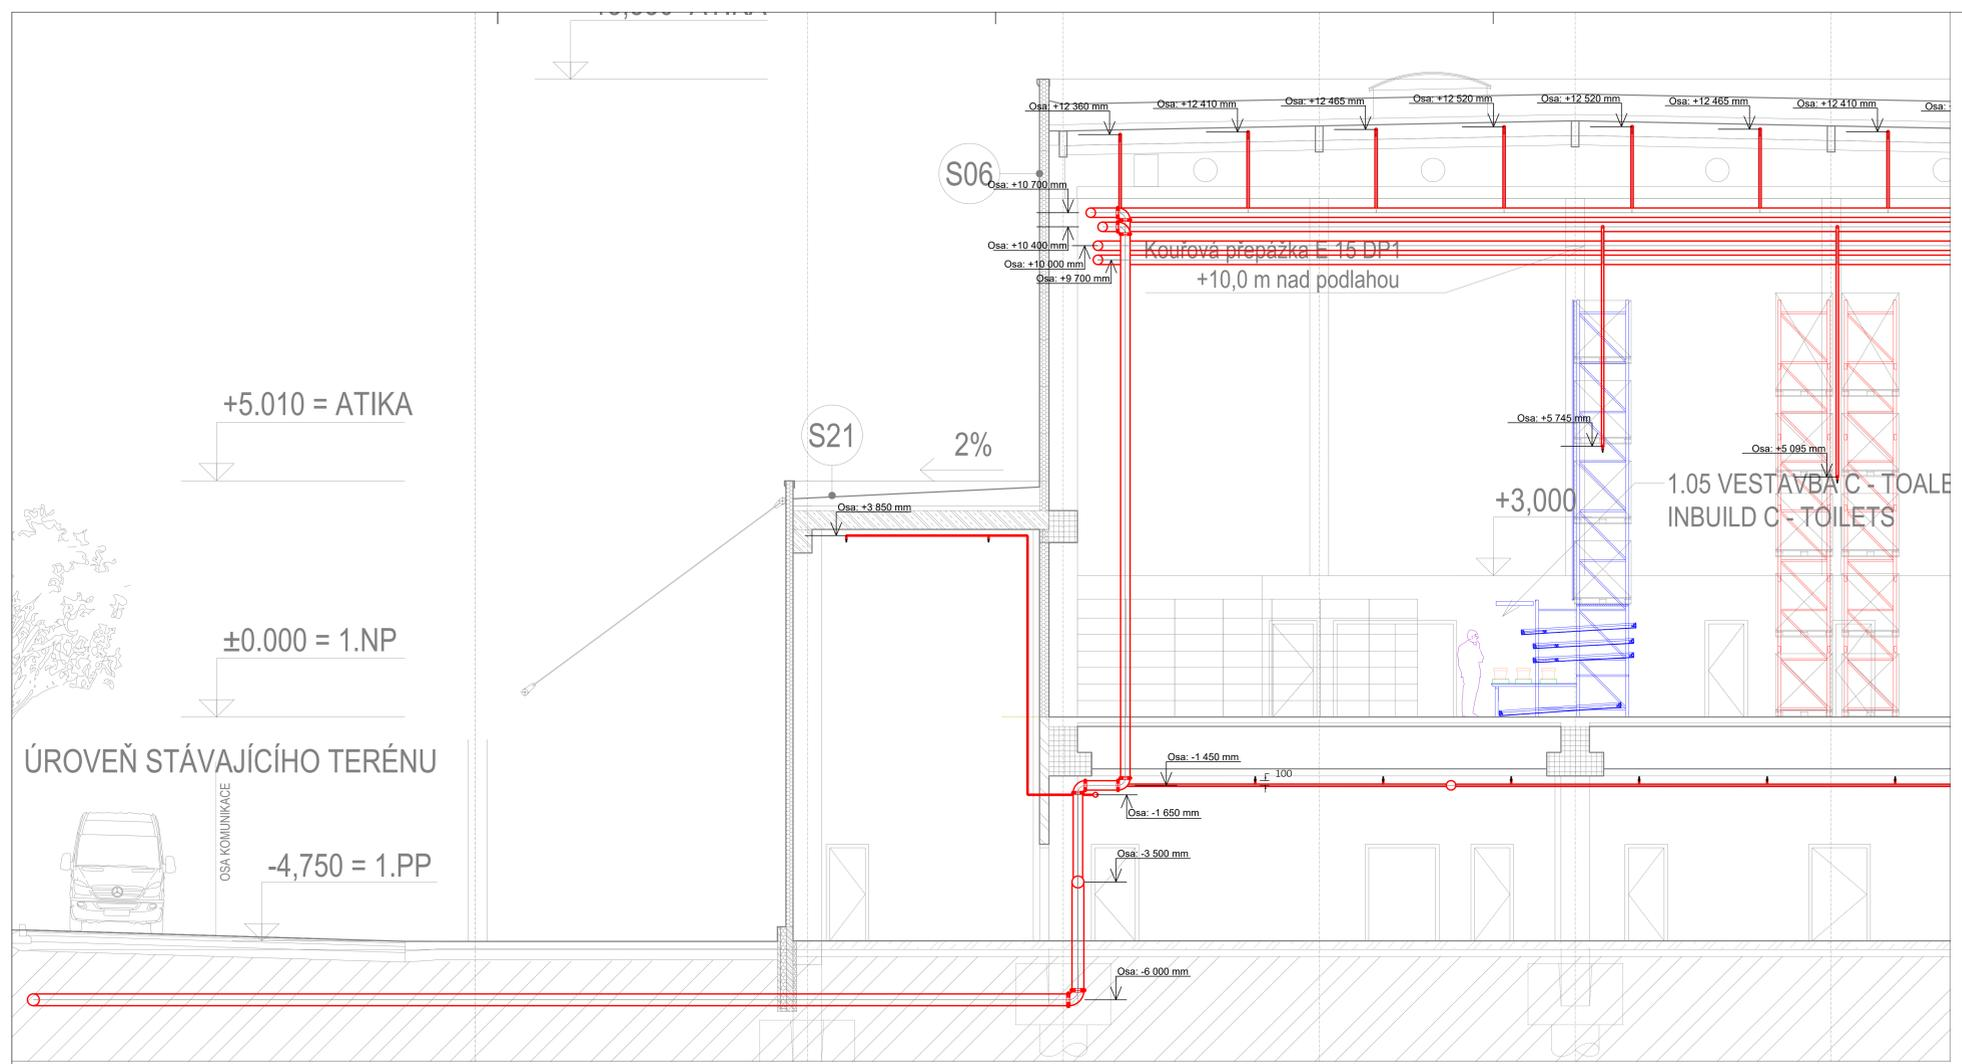 Osa: +12 360 mm
Osa: +12 410 mm
Osa: +12 465 mm
Osa: +12 520 mm
Osa: +12 520 mm
Osa: +12 465 mm
Osa: +12 410 mm
Osa:
S06
Osa: +10 700 mm
Osa: +10 400 mm
Osa: +10 000 mm
Osa: +9 700 mm
Kouřová přepážka E 15 DP1
+10,0 m nad podlahou
+5.010 = ATIKA
S21
2%
Osa: +5 745 mm
Osa: +5 095 mm
+3,000
1.05 VESTAVBA C - TOALE
INBUILD C - TOILETS
Osa: +3 850 mm
±0.000 = 1.NP
ÚROVEŇ STÁVAJÍCÍHO TERÉNU
OSA KOMUNIKACE
Osa: -1 450 mm
100
Osa: -1 650 mm
-4,750 = 1.PP
Osa: -3 500 mm
Osa: -6 000 mm